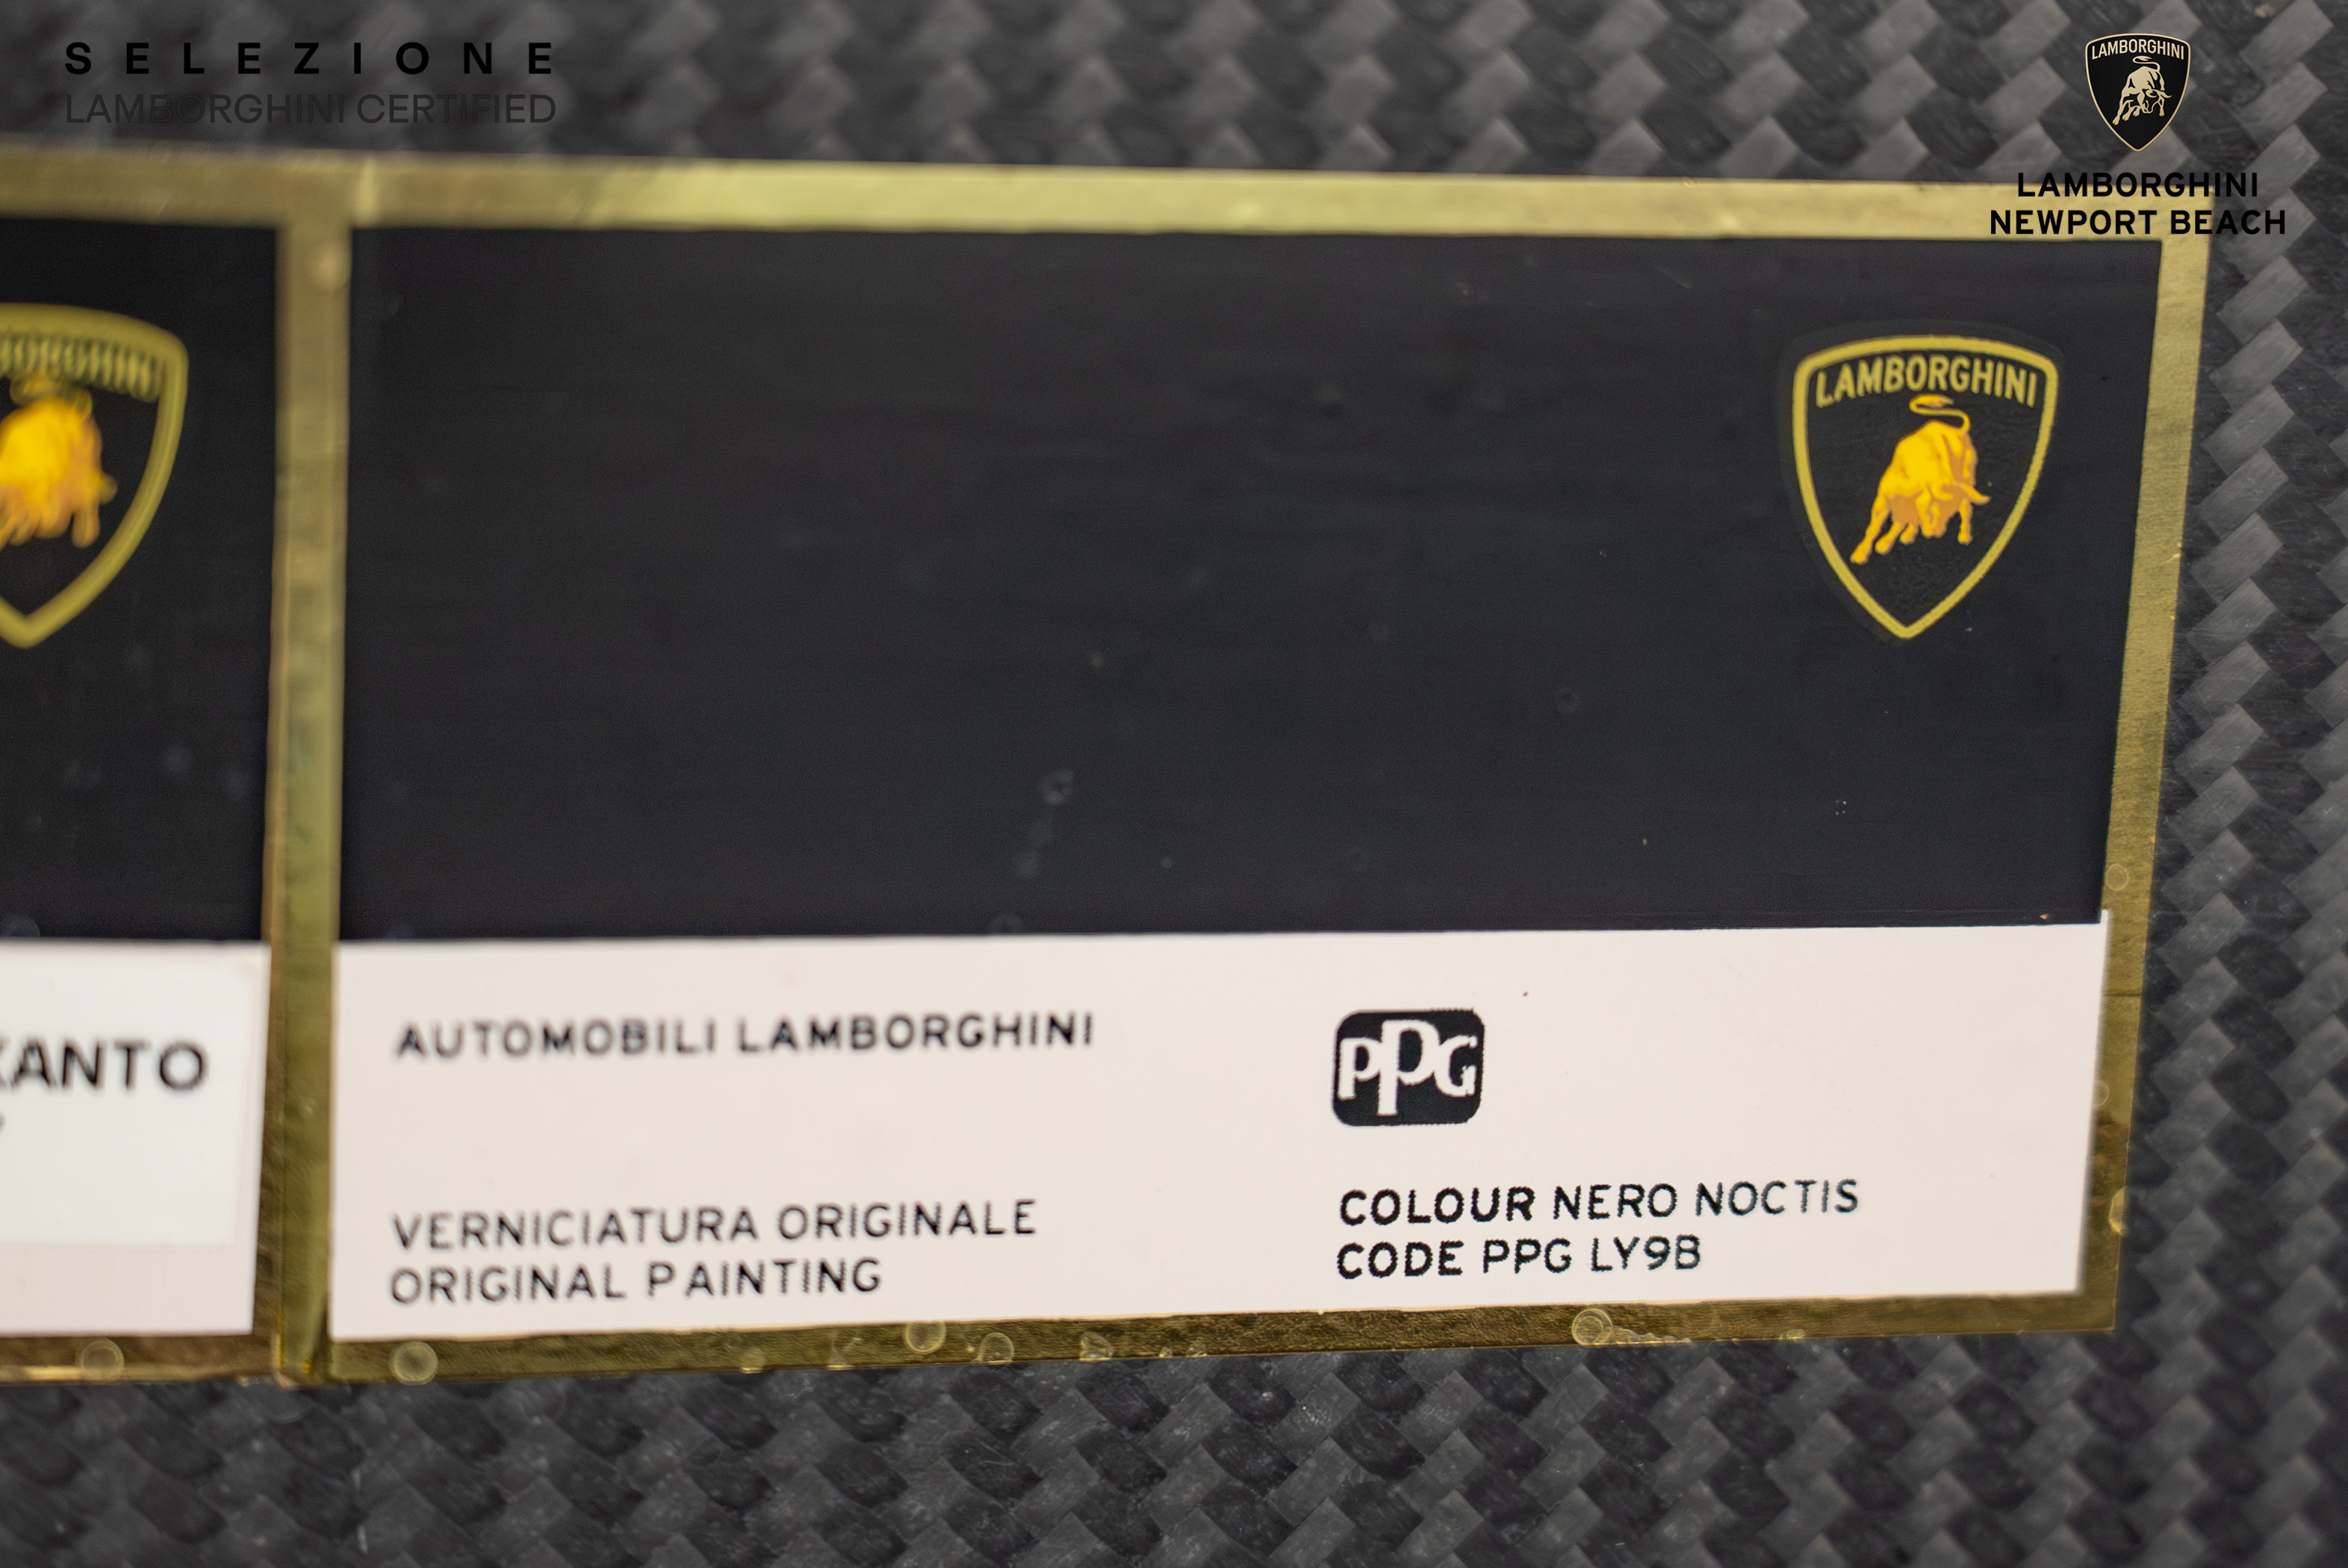 SELEZIONE
LAMBORGHINI CERTIFIED
LAMBORGHINI
LAMBORGHINI
NEWPORT BEACH
LAMBORGHINI
AUTOMOBILI LAMBORGHINI
PPG
VERNICIATURA ORIGINALE
ORIGINAL PAINTING
COLOUR NERO NOCTIS
CODE PPG LY9B